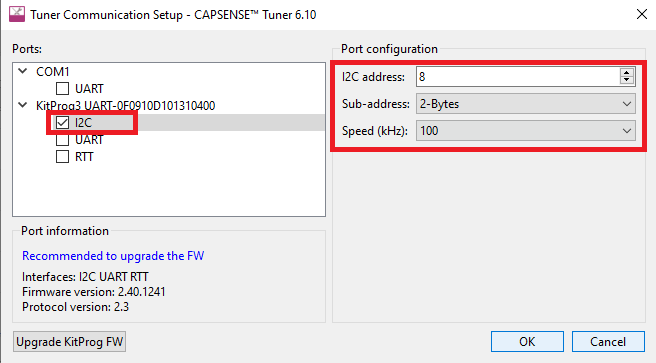 Tuner Communication Setup - CAPSENSE™ Tuner 6.10
Ports:
COM1
UART
KitProg3 UART-0F0910D101310400
I2C
UART
RTT
Port information
Recommended to upgrade the FW
Interfaces: I2C UART RTT
Firmware version: 2.40.1241
Protocol version: 2.3
Upgrade KitProg FW
Port configuration
I2C address: 8
Sub-address: 2-Bytes
Speed (kHz): 100
OK
Cancel